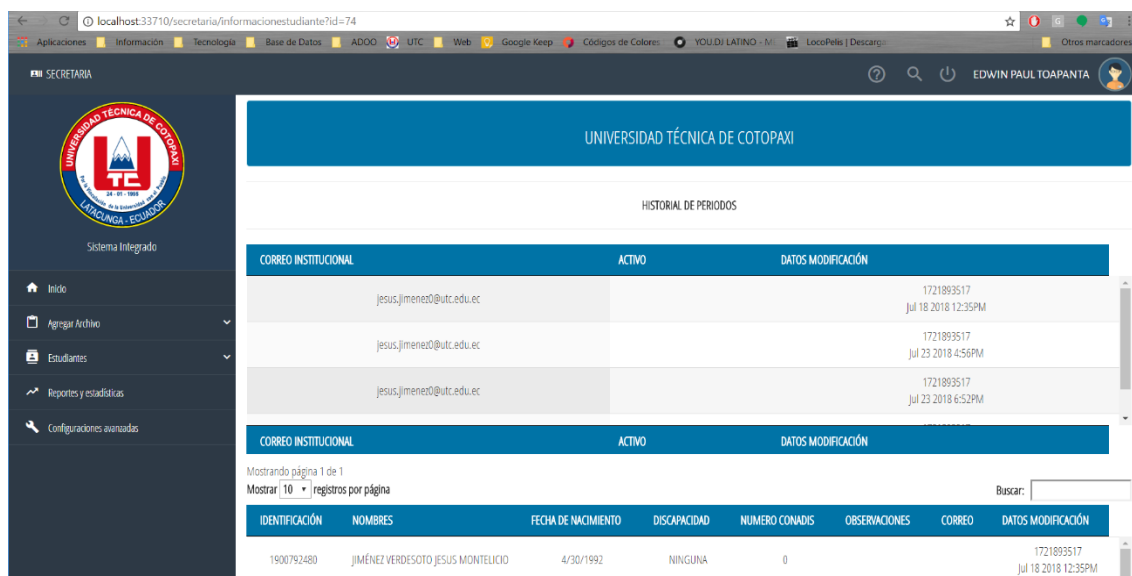 localhost:33710/secretaria/informacionestudiante?id=74
Aplicaciones Información Tecnología Base de Datos ADOO UTC Web Google Keep Códigos de Colores YOU.DJ LATINO - M LocoPelis | Descarga Otros marcadores
SECRETARIA EDWIN PAUL TOAPANTA
UNIVERSIDAD TÉCNICA DE COTOPAXI
UTC
24 - 01 - 1995
LATACUNGA - ECUADOR
Sistema Integrado
Inicio
Agregar Archivo
Estudiantes
Reportes y estadísticas
Configuraciones avanzadas
UNIVERSIDAD TÉCNICA DE COTOPAXI
HISTORIAL DE PERIODOS
CORREO INSTITUCIONAL ACTIVO DATOS MODIFICACIÓN
jesus.jimenez0@utc.edu.ec 1721893517
Jul 18 2018 12:35PM
jesus.jimenez0@utc.edu.ec 1721893517
Jul 23 2018 4:56PM
jesus.jimenez0@utc.edu.ec 1721893517
Jul 23 2018 6:52PM
CORREO INSTITUCIONAL ACTIVO DATOS MODIFICACIÓN
Mostrando página 1 de 1
Mostrar 10 registros por página Buscar:
IDENTIFICACIÓN NOMBRES FECHA DE NACIMIENTO DISCAPACIDAD NUMERO CONADIS OBSERVACIONES CORREO DATOS MODIFICACIÓN
1900792480 JIMÉNEZ VERDESOTO JESUS MONTELICIO 4/30/1992 NINGUNA 0 1721893517
Jul 18 2018 12:35PM